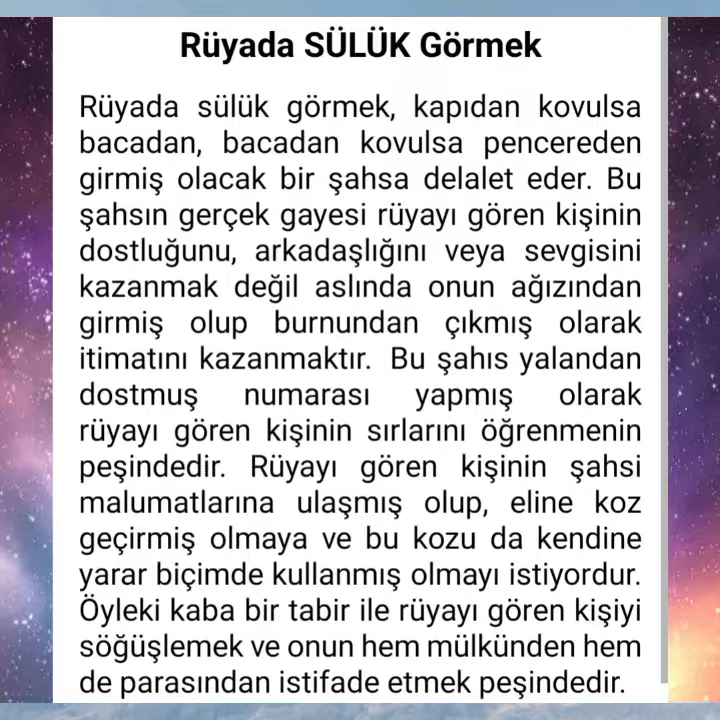 Rüyada SÜLÜK Görmek
Rüyada sülük görmek, kapıdan kovulsa
bacadan, bacadan kovulsa pencereden
girmiş olacak bir şahsa delalet eder. Bu
şahsın gerçek gayesi rüyayı gören kişinin
dostluğunu, arkadaşlığını veya sevgisini
kazanmak değil aslında onun ağızından
girmiş olup burnundan çıkmış olarak
itimatını kazanmaktır. Bu şahıs yalandan
dostmuş numarası yapmış olarak
rüyayı gören kişinin sırlarını öğrenmenin
peşindedir. Rüyayı gören kişinin şahsi
malumatlarına ulaşmış olup, eline koz
geçirmiş olmaya ve bu kozu da kendine
yarar biçimde kullanmış olmayı istiyordur.
Öyleki kaba bir tabir ile rüyayı gören kişiyi
söğüşlemek ve onun hem mülkünden hem
de parasından istifade etmek peşindedir.